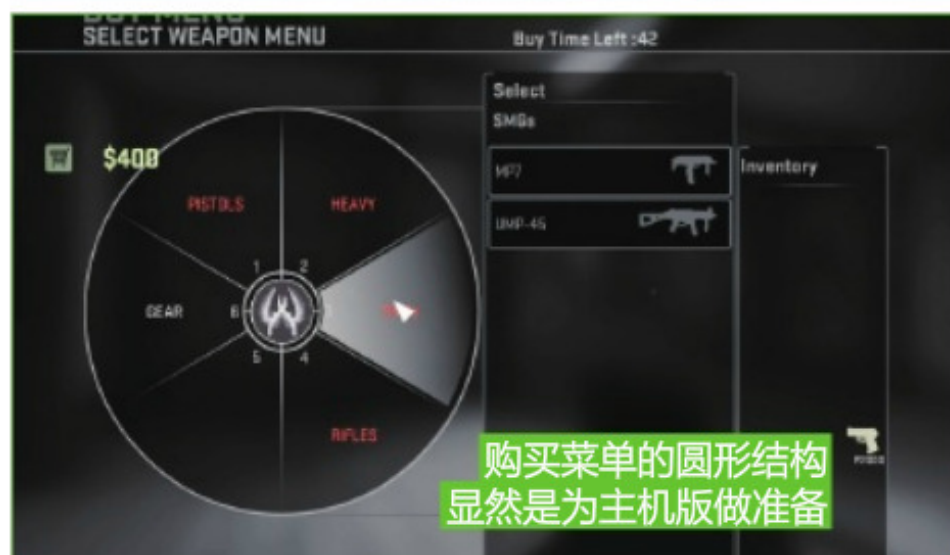 BUY MENU
SELECT WEAPON MENU
Buy Time Left :42
Select
SMGs
$400
MP7
Inventory
PISTOLS
HEAVY
UMP-45
1
2
GEAR
6
5
4
RIFLES
购买菜单的圆形结构
显然是为主机版做准备